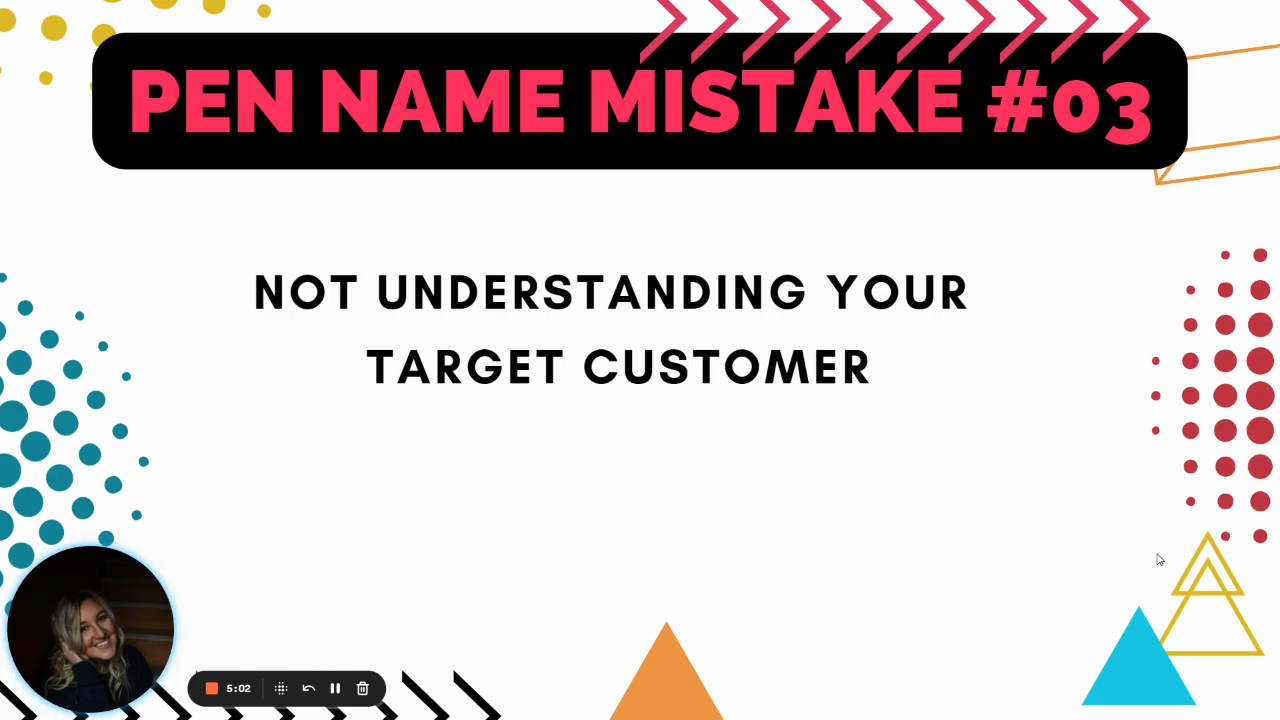 PEN NAME MISTAKE #03
NOT UNDERSTANDING YOUR
TARGET CUSTOMER
5:02